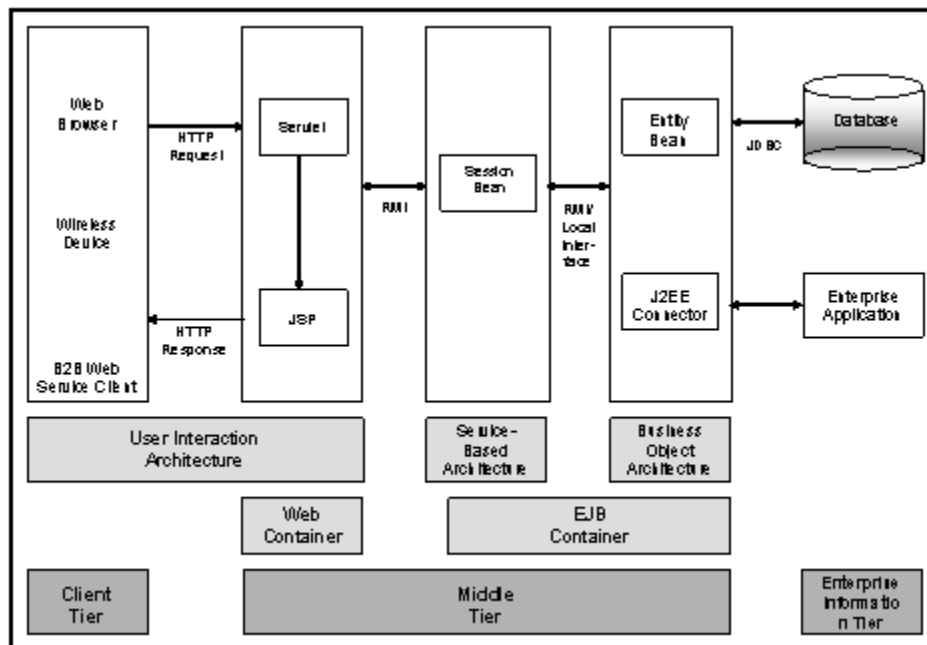 Web
Browser
Wireless
Device
B2B Web
Service Client
HTTP
Request
HTTP
Response
Servlet
JSP
RMI
Session
Bean
RMI/
Local
Inter-
face
Entity
Bean
J2EE
Connector
JDBC
Database
Enterprise
Application
User Interaction
Architecture
Service-
Based
Architecture
Business
Object
Architecture
Web
Container
EJB
Container
Client
Tier
Middle
Tier
Enterprise
Informatio
n Tier